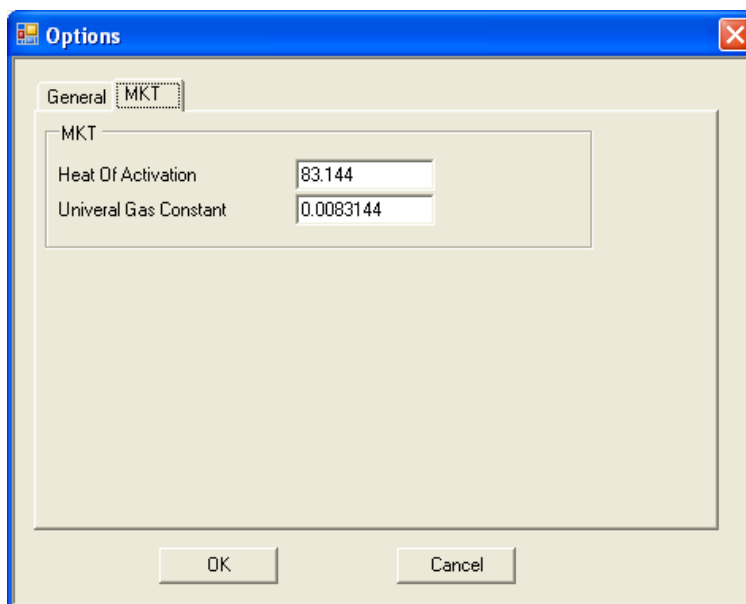 Options
General MKT
MKT
Heat Of Activation 83.144
Univeral Gas Constant 0.0083144
OK Cancel